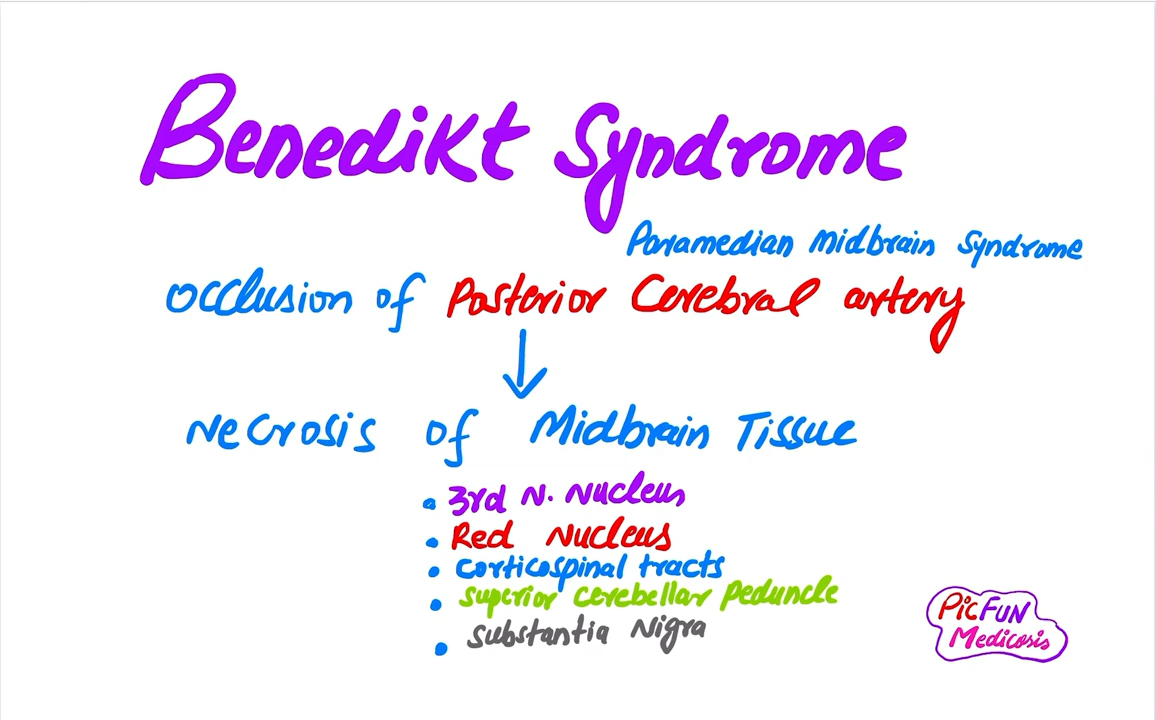 Benedikt Syndrome
Paramedian Midbrain Syndrome
Occlusion of Posterior Cerebral artery
Necrosis of Midbrain Tissue
• 3rd N. Nucleus
• Red Nucleus
• corticospinal tracts
• superior cerebellar Peduncle
• substantia Nigra
PicFUN
Medicosis